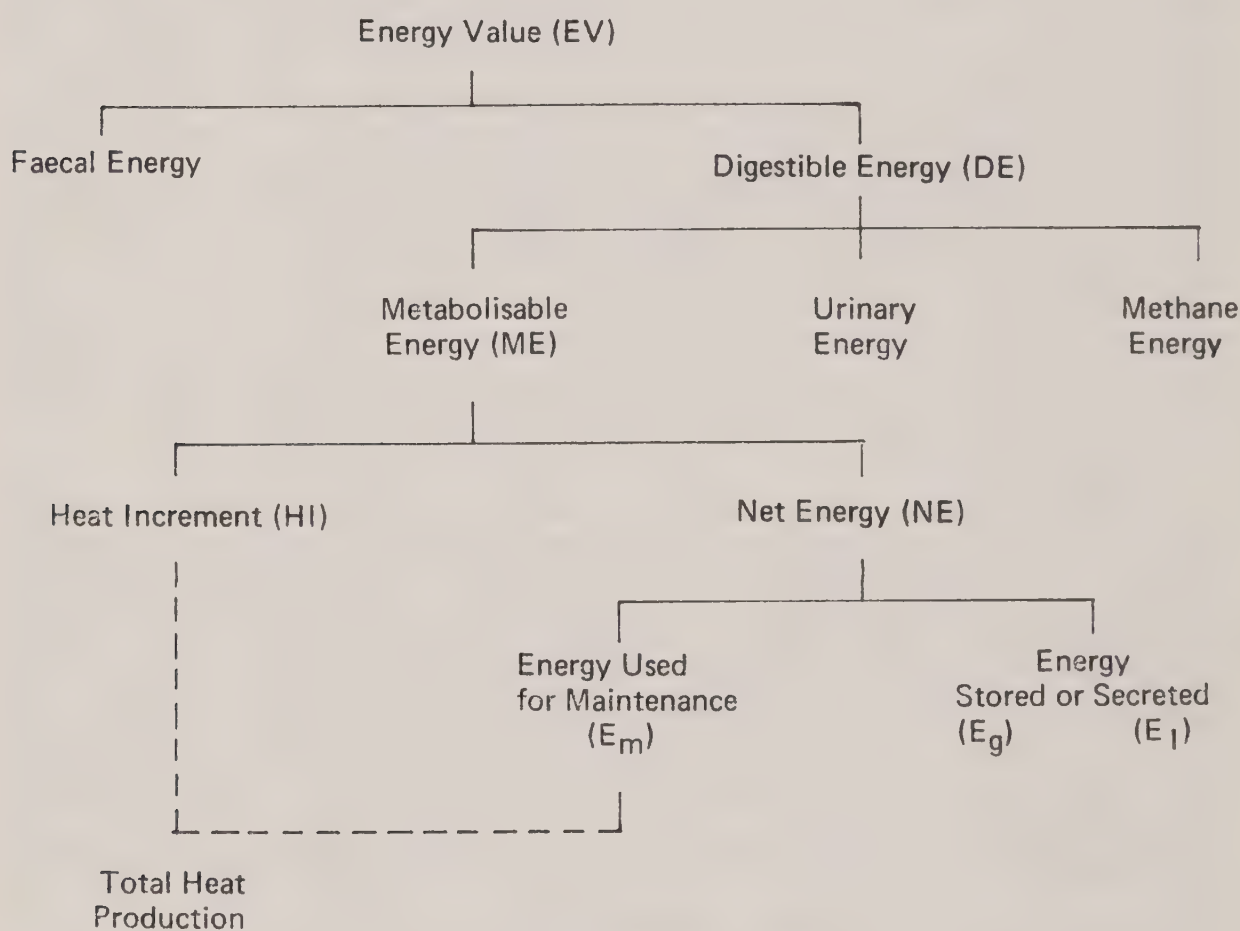 Energy Value (EV)
Faecal Energy
Digestible Energy (DE)
Metabolisable
Energy (ME)
Urinary
Energy
Methane
Energy
Heat Increment (HI)
Net Energy (NE)
Energy Used
for Maintenance
(Em)
Energy
Stored or Secreted
(Eg) (El)
Total Heat
Production